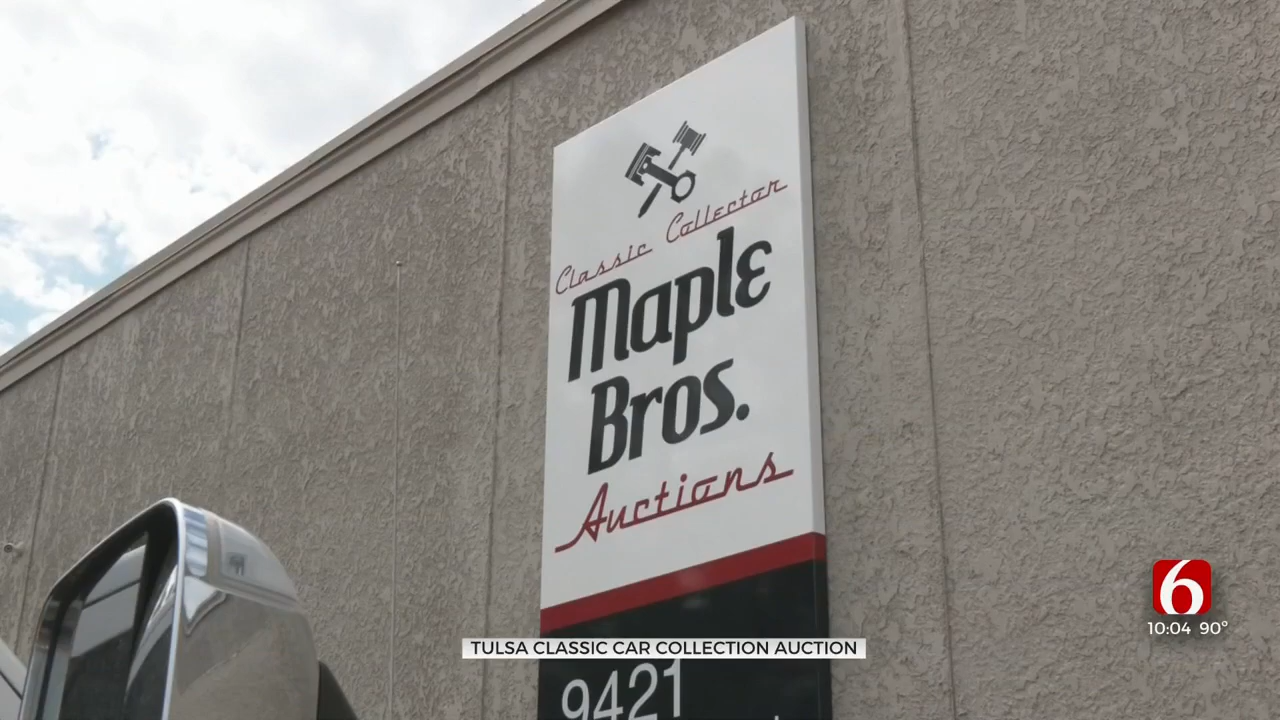 Classic Collector
Maple
Bros.
Auctions
9421
TULSA CLASSIC CAR COLLECTION AUCTION
6
10:04 90°